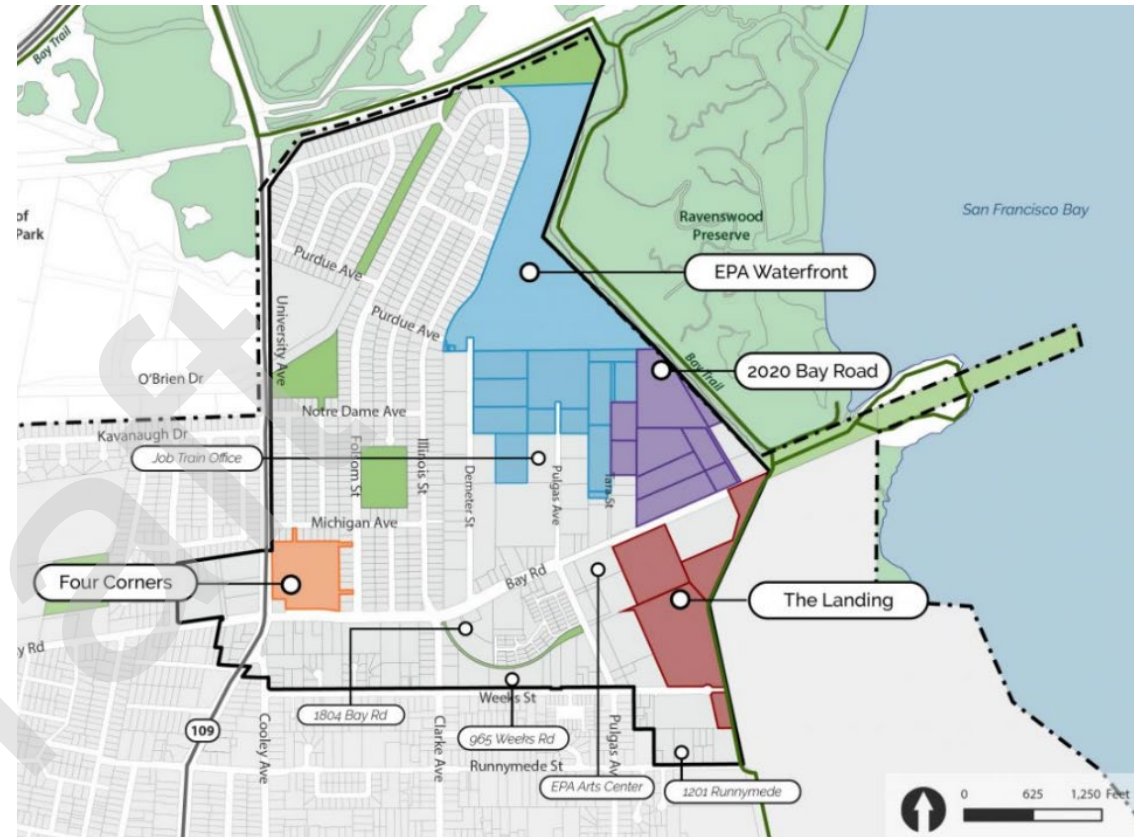 Bay Trail
of
Park
Ravenswood
Preserve
San Francisco Bay
EPA Waterfront
Purdue Ave
University Ave
Purdue Ave
Bay Trail
2020 Bay Road
O'Brien Dr
Notre Dame Ave
Kavanaugh Dr
Job Train Office
Folsom St
Illinois St
Demeter St
Pulgas Ave
Tara St
Michigan Ave
Four Corners
Bay Rd
The Landing
y Rd
Weeks St
1804 Bay Rd
965 Weeks Rd
109
Cooley Ave
Clarke Ave
Pulgas Av
Runnymede St
EPA Arts Center
1201 Runnymede
0 625 1,250 Feet